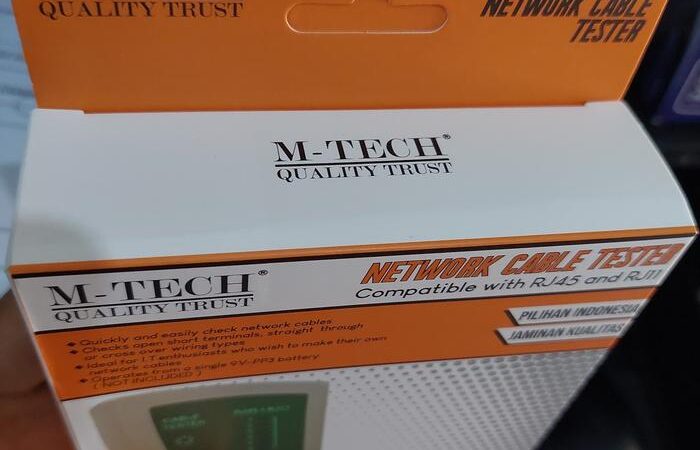 QUALITY TRUST
NETWORK CABLE
TESTER
M-TECH®
QUALITY TRUST
M-TECH®
QUALITY TRUST
NETWORK CABLE TESTER
Compatible with RJ45 and RJ11
PILIHAN INDONESIA
JAMINAN KUALITAS
◆ Quickly and easily check network cables
◆ Checks open short terminals, straight through
or cross over wiring types
◆ Ideal for I.T enthusiasts who wish to make their own
network cables
◆ Operates from a single 9V-PP3 battery
( NOT INCLUDED )
CABLE
TESTER